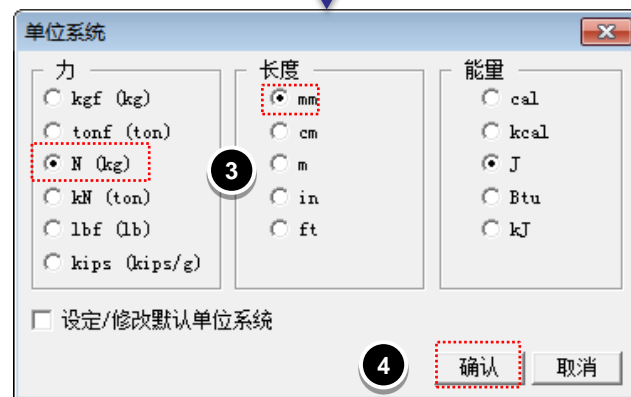 单位系统
力
kgf (kg)
tonf (ton)
N (kg)
kN (ton)
lbf (lb)
kips (kips/g)
3
长度
mm
cm
m
in
ft
能量
cal
kcal
J
Btu
kJ
设定/修改默认单位系统
4
确认
取消